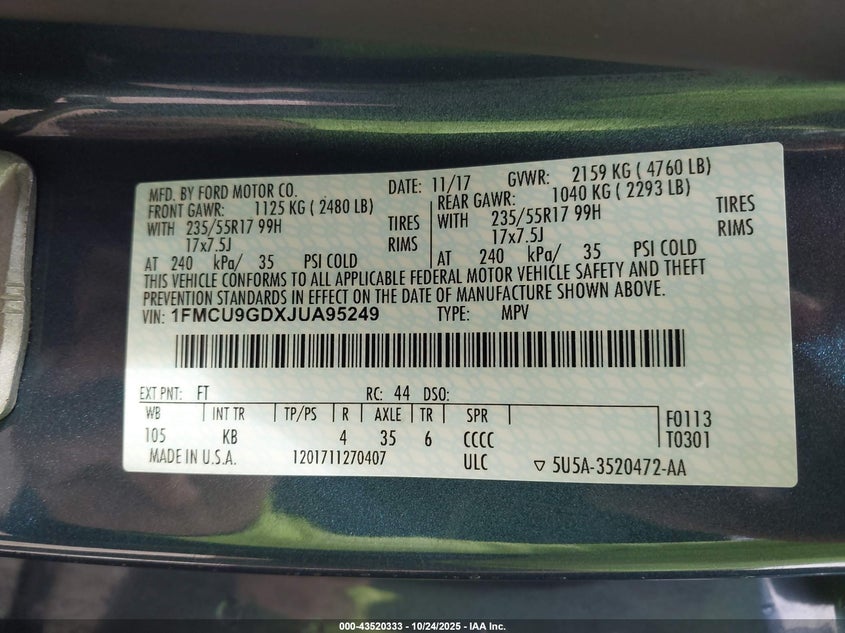 MFD. BY FORD MOTOR CO. DATE: 11/17 GVWR: 2159 KG ( 4760 LB)
FRONT GAWR: 1125 KG ( 2480 LB) REAR GAWR: 1040 KG ( 2293 LB)
WITH 235/55R17 99H TIRES WITH 235/55R17 99H TIRES
17x7.5J RIMS 17x7.5J RIMS
AT 240 kPa/ 35 PSI COLD AT 240 kPa/ 35 PSI COLD
THIS VEHICLE CONFORMS TO ALL APPLICABLE FEDERAL MOTOR VEHICLE SAFETY AND THEFT
PREVENTION STANDARDS IN EFFECT ON THE DATE OF MANUFACTURE SHOWN ABOVE.
VIN: 1FMCU9GDXJUA95249 TYPE: MPV
EXT PNT: FT RC: 44 DSO:
WB INT TR TP/PS R AXLE TR SPR F0113
105 KB 4 35 6 CCCC T0301
MADE IN U.S.A. 1201711270407 ULC ▽ 5U5A-3520472-AA
000-43520333 - 10/24/2025 - IAA Inc.